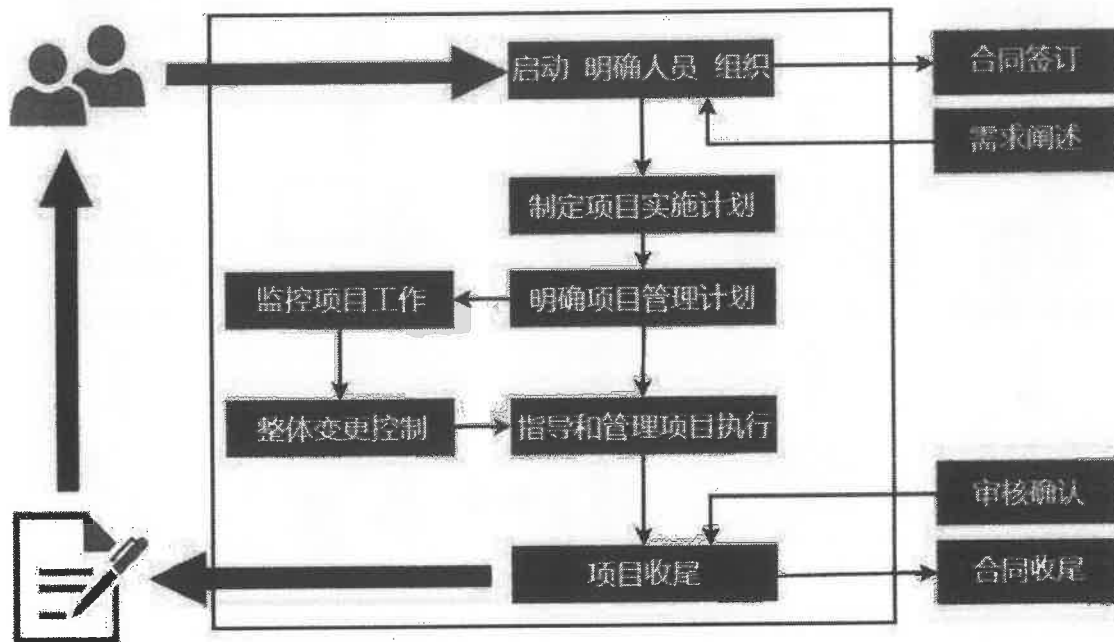 启动 明确人员 组织
合同签订
需求阐述
制定项目实施计划
监控项目工作
明确项目管理计划
整体变更控制
指导和管理项目执行
审核确认
项目收尾
合同收尾